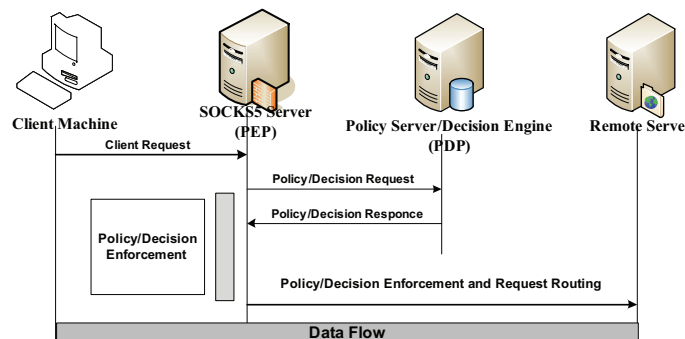 Client Machine
SOCKS5 Server
(PEP)
Policy Server/Decision Engine
(PDP)
Remote Serve
Client Request
Policy/Decision Request
Policy/Decision Responce
Policy/Decision
Enforcement
Policy/Decision Enforcement and Request Routing
Data Flow